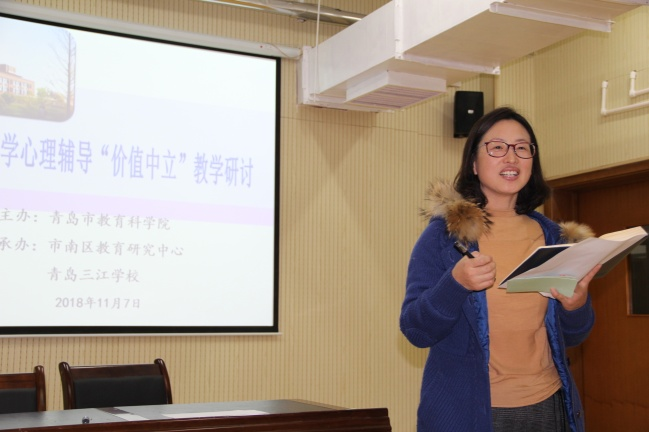 学心理辅导“价值中立”教学研讨
主办：青岛市教育科学院
承办：市南区教育研究中心
青岛三江学校
2018年11月7日